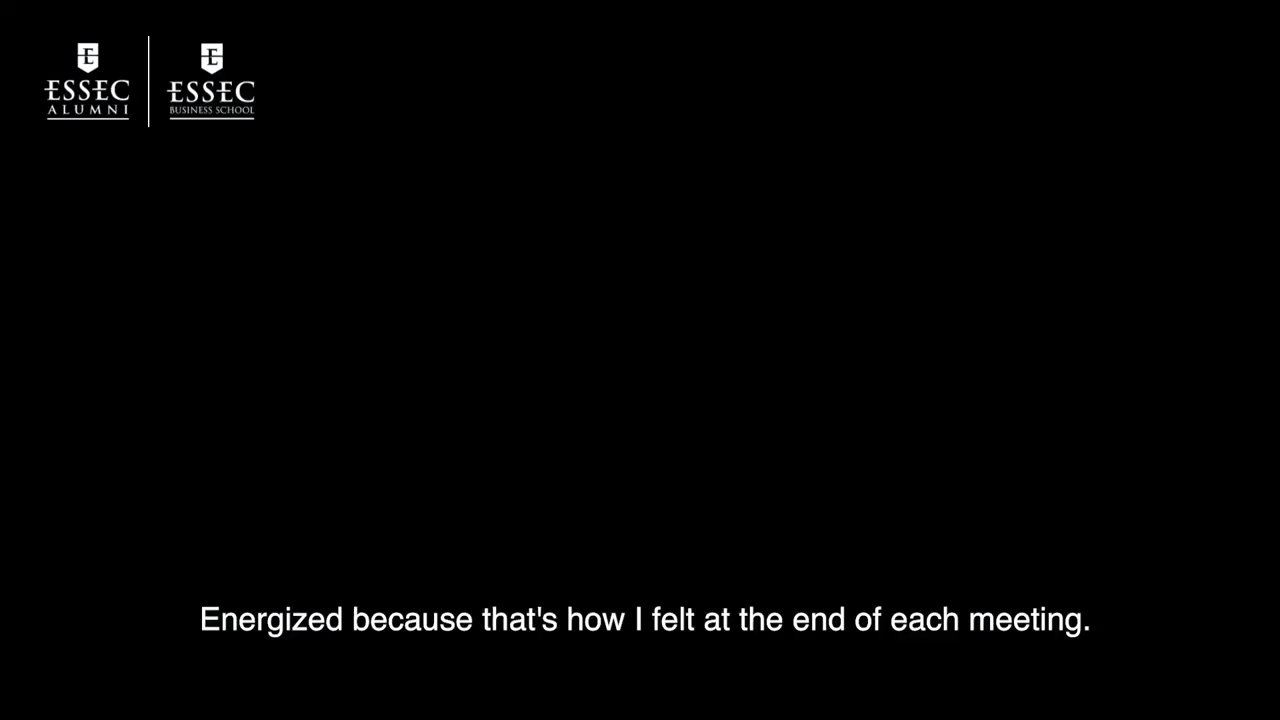 E
ESSEC
ALUMNI
E
ESSEC
BUSINESS SCHOOL
Energized because that's how I felt at the end of each meeting.